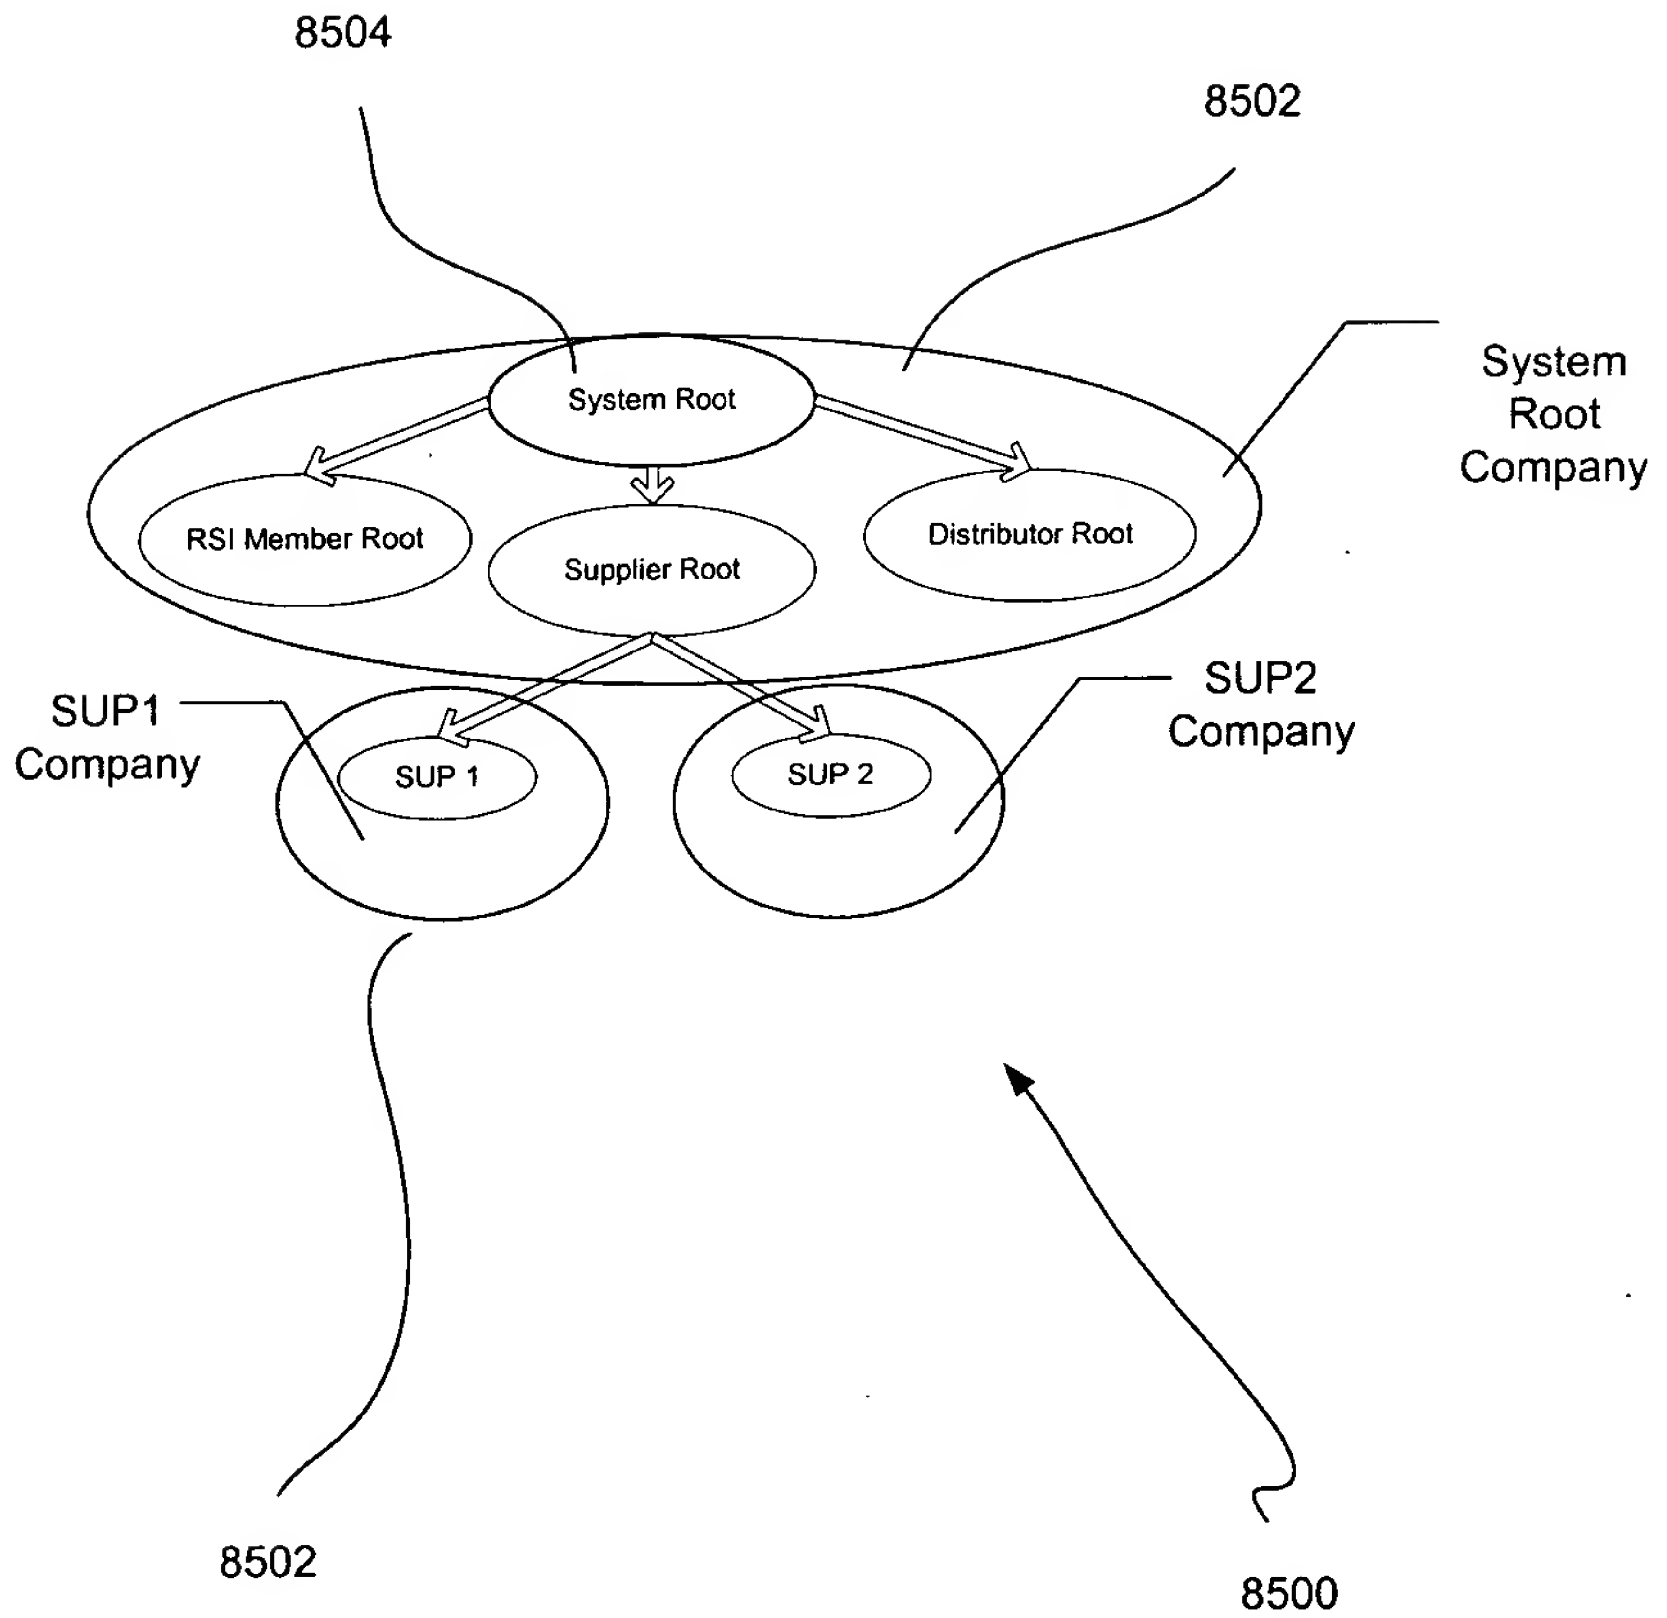 8504
8502
System
Root
Company
System Root
RSI Member Root
Supplier Root
Distributor Root
SUP1
Company
SUP2
Company
SUP 1
SUP 2
8502
8500